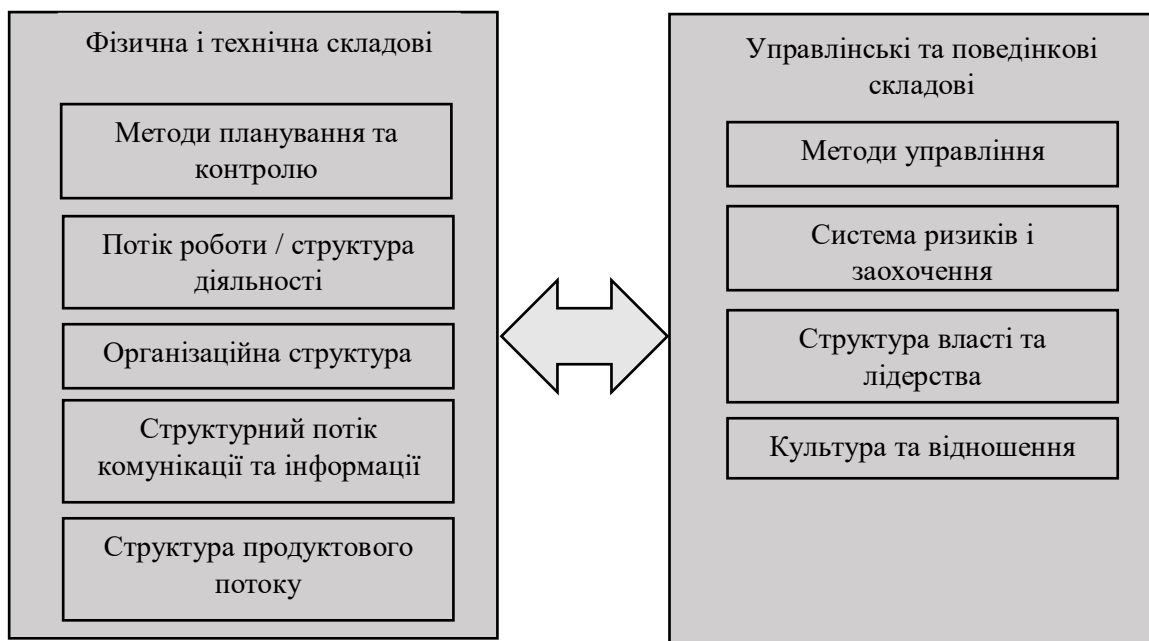 Фізична і технічна складові
Методи планування та
контролю
Потік роботи / структура
діяльності
Організаційна структура
Структурний потік
комунікації та інформації
Структура продуктового
потоку
Управлінські та поведінкові
складові
Методи управління
Система ризиків і
заохочення
Структура власті та
лідерства
Культура та відношення